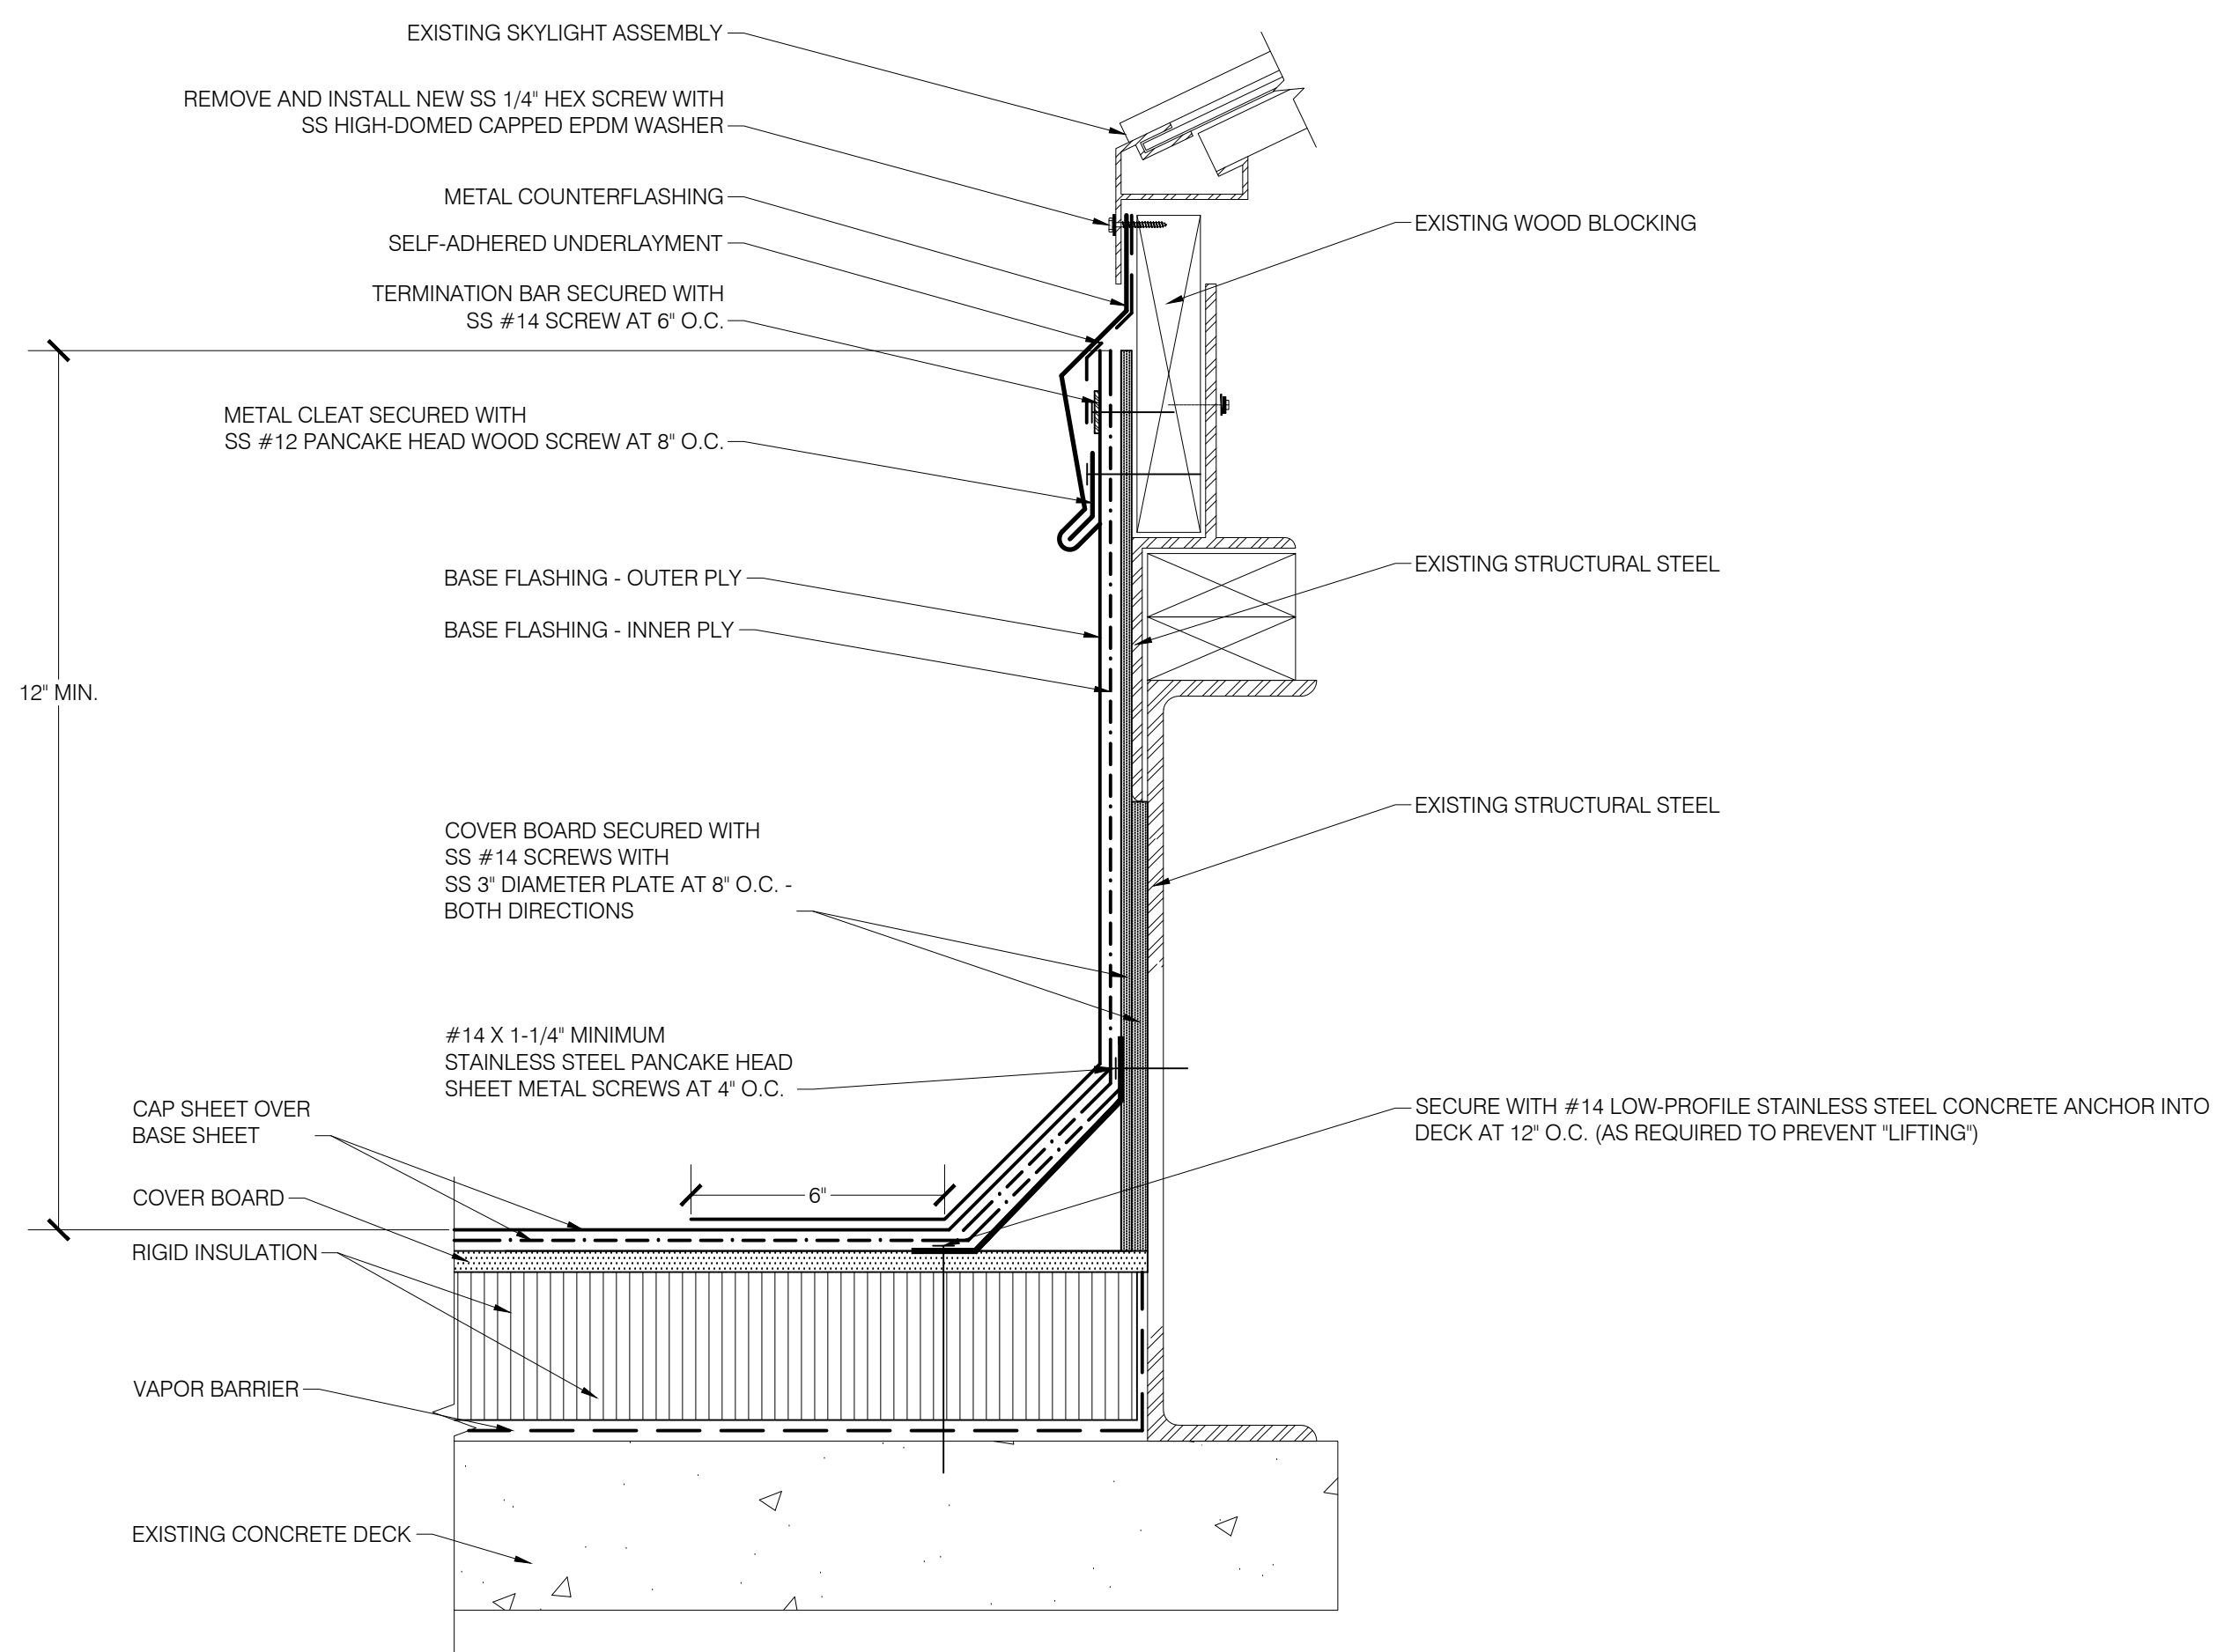 EXISTING SKYLIGHT ASSEMBLY
REMOVE AND INSTALL NEW SS 1/4" HEX SCREW WITH
SS HIGH-DOMED CAPPED EPDM WASHER
METAL COUNTERFLASHING
SELF-ADHERED UNDERLAYMENT
TERMINATION BAR SECURED WITH
SS #14 SCREW AT 6" O.C.
METAL CLEAT SECURED WITH
SS #12 PANCAKE HEAD WOOD SCREW AT 8" O.C.
BASE FLASHING - OUTER PLY
BASE FLASHING - INNER PLY
12" MIN.
COVER BOARD SECURED WITH
SS #14 SCREWS WITH
SS 3" DIAMETER PLATE AT 8" O.C. -
BOTH DIRECTIONS
#14 X 1-1/4" MINIMUM
STAINLESS STEEL PANCAKE HEAD
SHEET METAL SCREWS AT 4" O.C.
CAP SHEET OVER
BASE SHEET
6"
COVER BOARD
RIGID INSULATION
VAPOR BARRIER
EXISTING CONCRETE DECK
EXISTING WOOD BLOCKING
EXISTING STRUCTURAL STEEL
EXISTING STRUCTURAL STEEL
SECURE WITH #14 LOW-PROFILE STAINLESS STEEL CONCRETE ANCHOR INTO
DECK AT 12" O.C. (AS REQUIRED TO PREVENT "LIFTING")